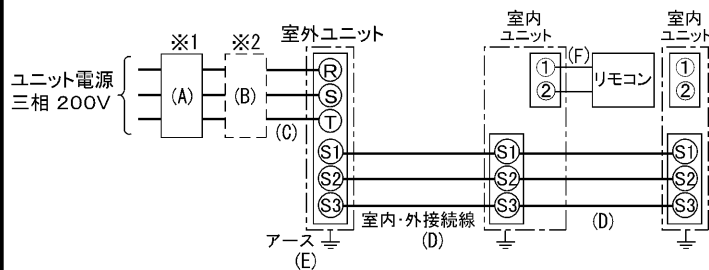 ※1
※2
室外ユニット
室内
ユニット
室内
ユニット
ユニット電源
三相 200V
(A)
(B)
(C)
R
S
T
S1
S2
S3
①
②
(F)
リモコン
①
②
S1
S2
S3
S1
S2
S3
室内・外接続線
(D)
(D)
アース
(E)